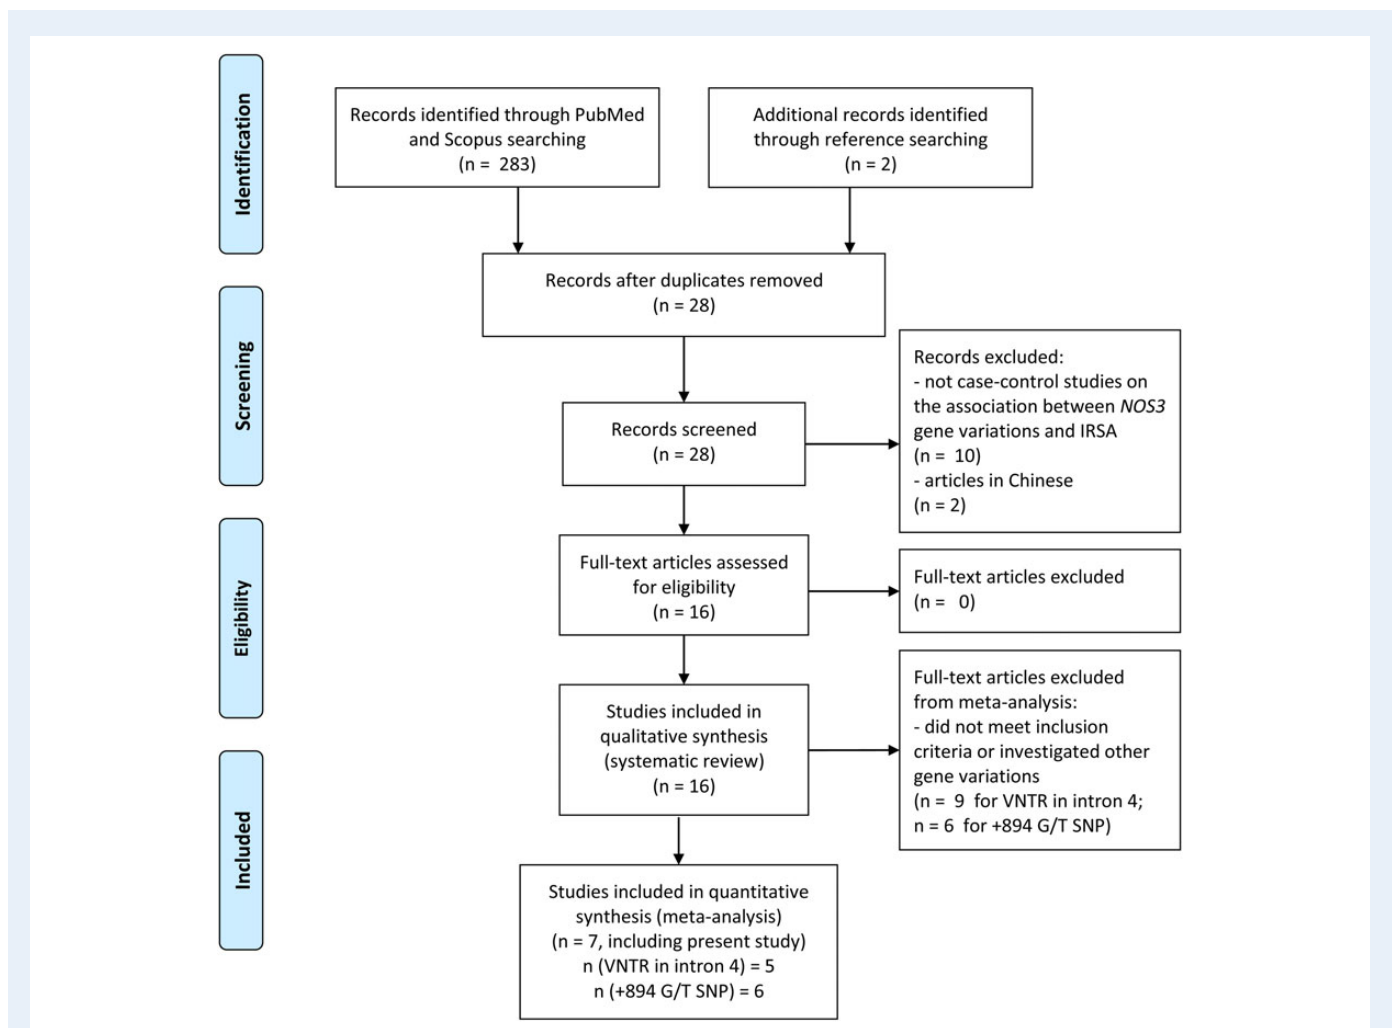 Identification
Records identified through PubMed
and Scopus searching
(n = 283)
Additional records identified
through reference searching
(n = 2)
Records after duplicates removed
(n = 28)
Screening
Records screened
(n = 28)
Records excluded:
- not case-control studies on
the association between NOS3
gene variations and IRSA
(n = 10)
- articles in Chinese
(n = 2)
Eligibility
Full-text articles assessed
for eligibility
(n = 16)
Full-text articles excluded
(n = 0)
Studies included in
qualitative synthesis
(systematic review)
(n = 16)
Full-text articles excluded
from meta-analysis:
- did not meet inclusion
criteria or investigated other
gene variations
(n = 9 for VNTR in intron 4;
n = 6 for +894 G/T SNP)
Included
Studies included in quantitative
synthesis (meta-analysis)
(n = 7, including present study)
n (VNTR in intron 4) = 5
n (+894 G/T SNP) = 6